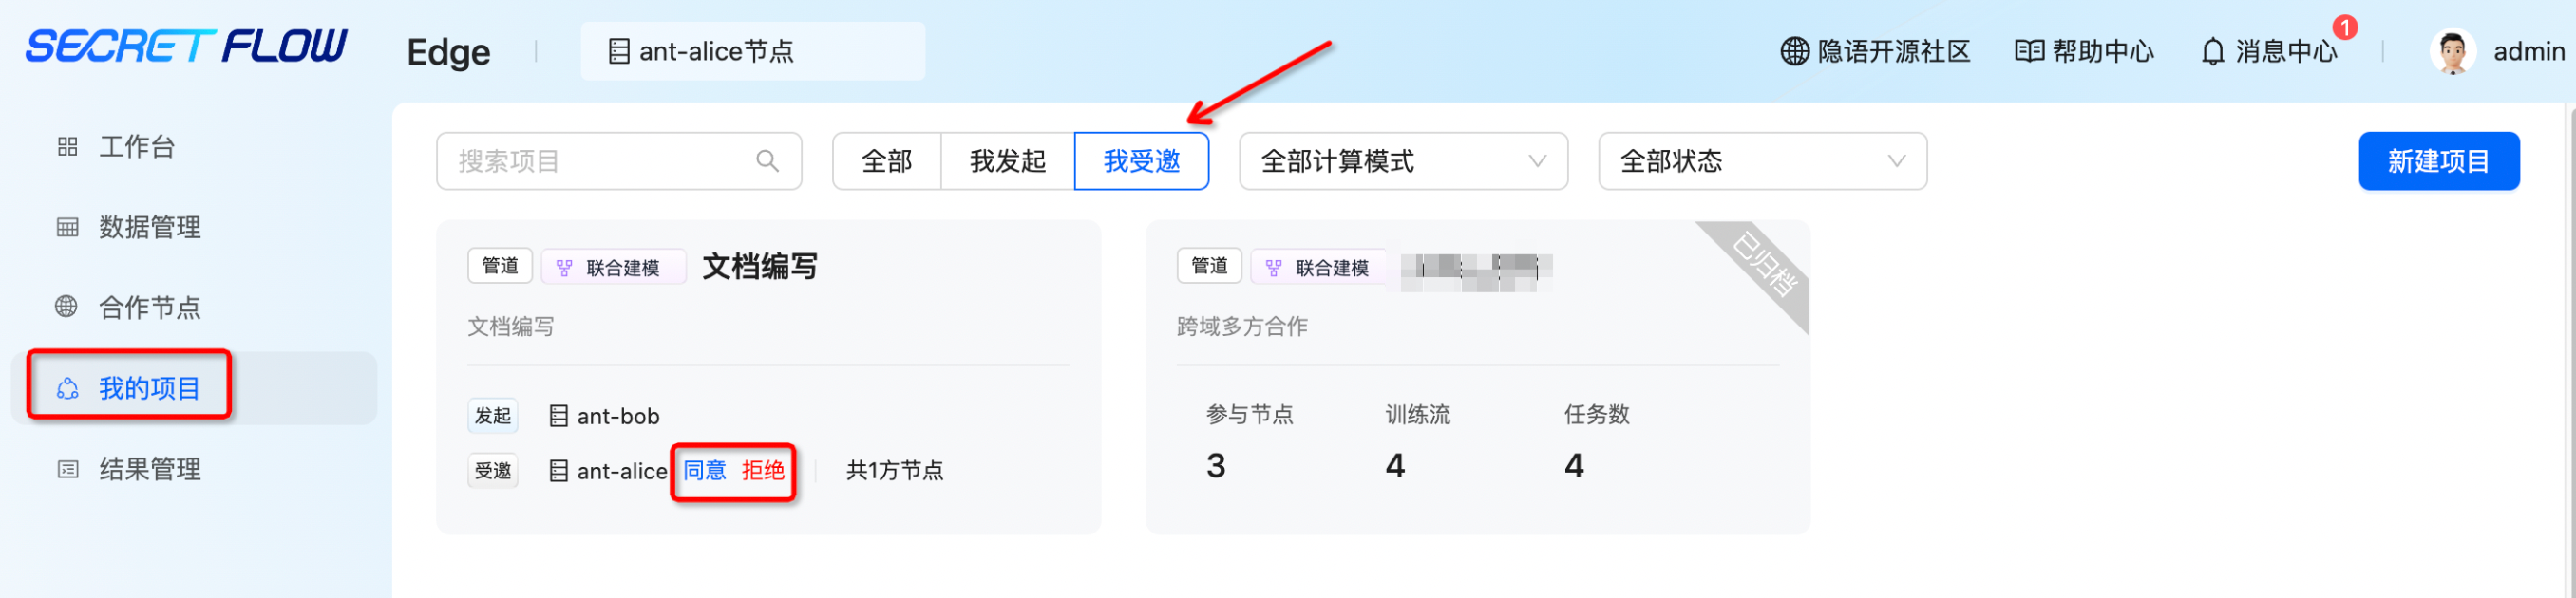 SECRET FLOW
Edge
ant-alice节点
隐语开源社区
帮助中心
消息中心
1
admin
工作台
数据管理
合作节点
我的项目
结果管理
搜索项目
全部
我发起
我受邀
全部计算模式
全部状态
新建项目
管道
联合建模
文档编写
文档编写
发起
ant-bob
受邀
ant-alice
同意
拒绝
共1方节点
管道
联合建模
已归档
跨域多方合作
参与节点
训练流
任务数
3
4
4